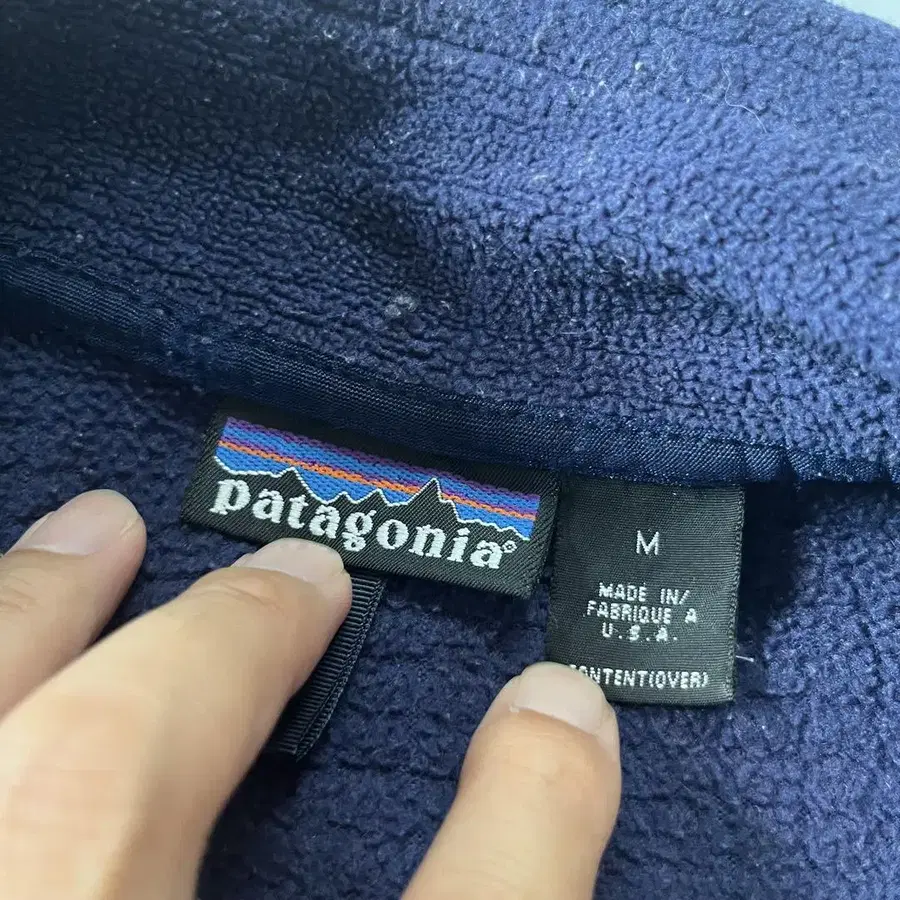 patagonia®
M
MADE IN/
FABRIQUE A
U.S.A.
CONTENT(OVER)